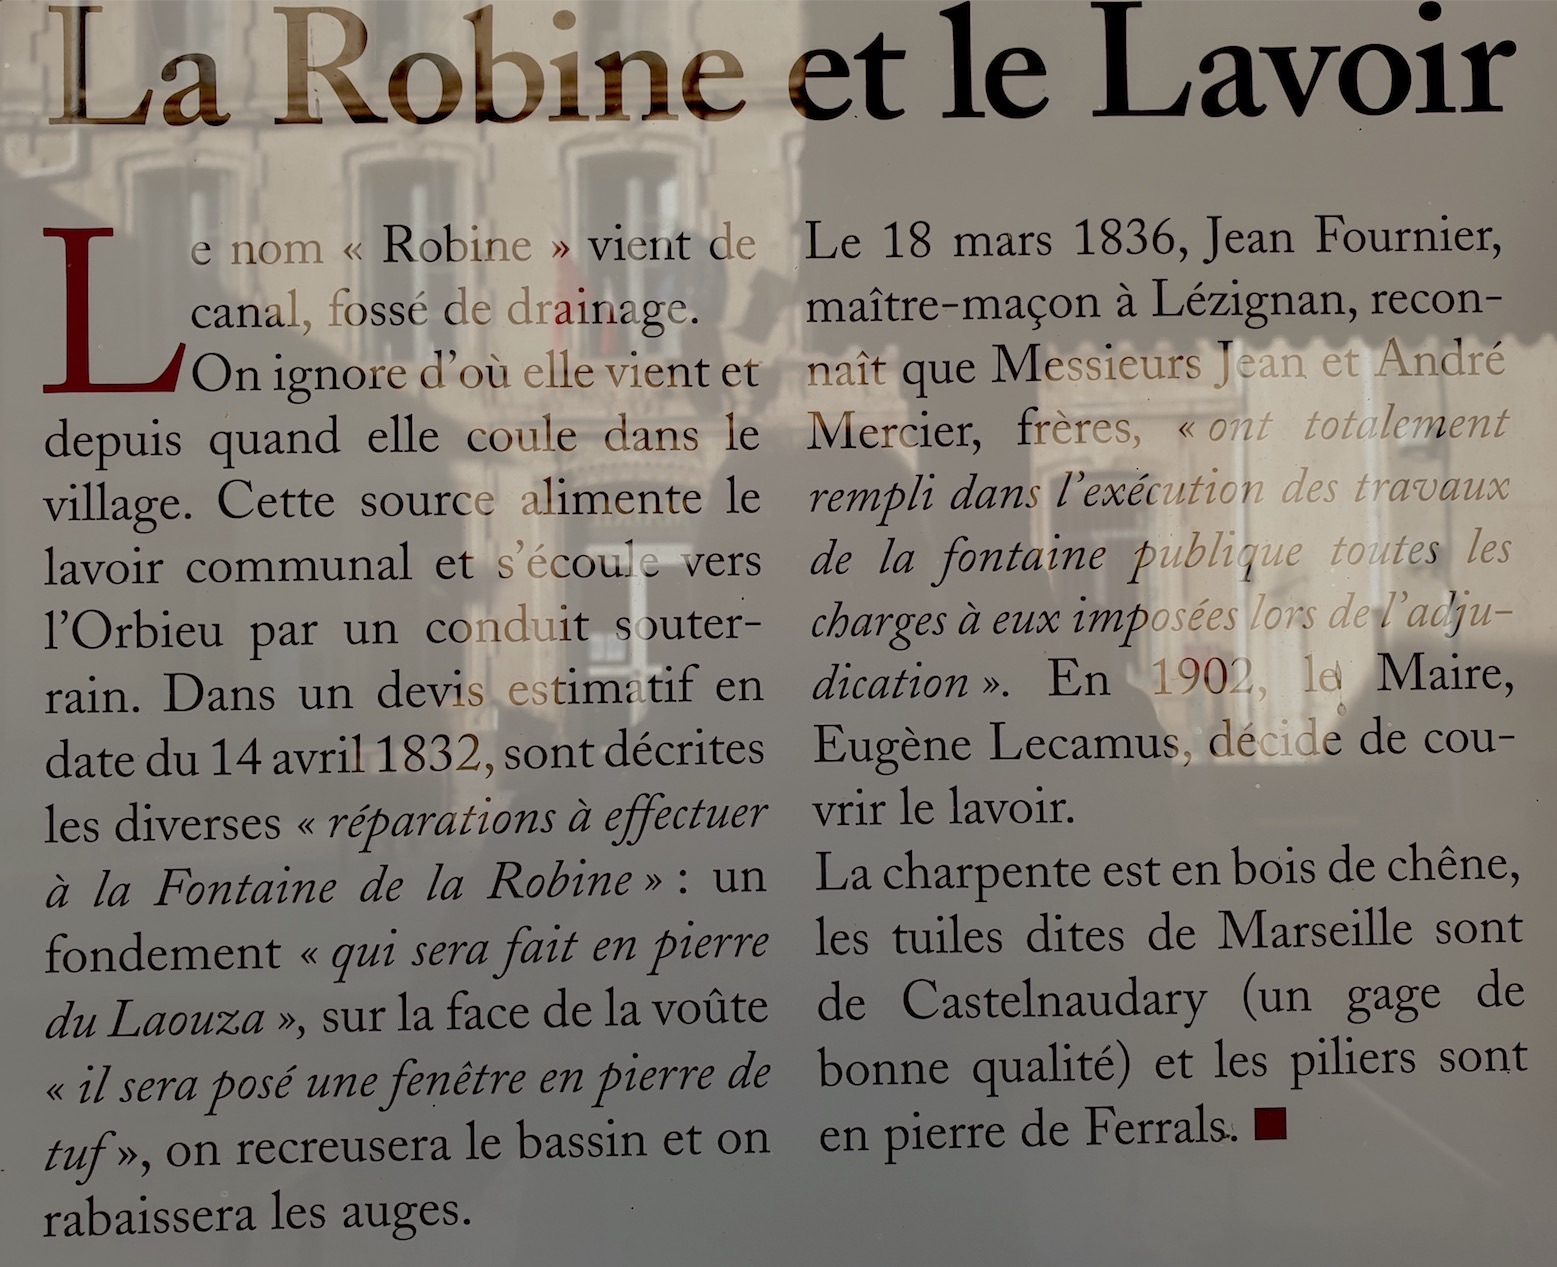 La Robine et le Lavoir
Le nom « Robine » vient de
canal, fossé de drainage.
On ignore d’où elle vient et
depuis quand elle coule dans le
village. Cette source alimente le
lavoir communal et s’écoule vers
l’Orbieu par un conduit souter-
rain. Dans un devis estimatif en
date du 14 avril 1832, sont décrites
les diverses « réparations à effectuer
à la Fontaine de la Robine » : un
fondement « qui sera fait en pierre
du Laouza », sur la face de la voûte
« il sera posé une fenêtre en pierre de
tuf », on recreusera le bassin et on
rabaissera les auges.
Le 18 mars 1836, Jean Fournier,
maître-maçon à Lézignan, recon-
naît que Messieurs Jean et André
Mercier, frères, « ont totalement
rempli dans l’exécution des travaux
de la fontaine publique toutes les
charges à eux imposées lors de l’adju-
dication ». En 1902, le Maire,
Eugène Lecamus, décide de cou-
vrir le lavoir.
La charpente est en bois de chêne,
les tuiles dites de Marseille sont
de Castelnaudary (un gage de
bonne qualité) et les piliers sont
en pierre de Ferrals.